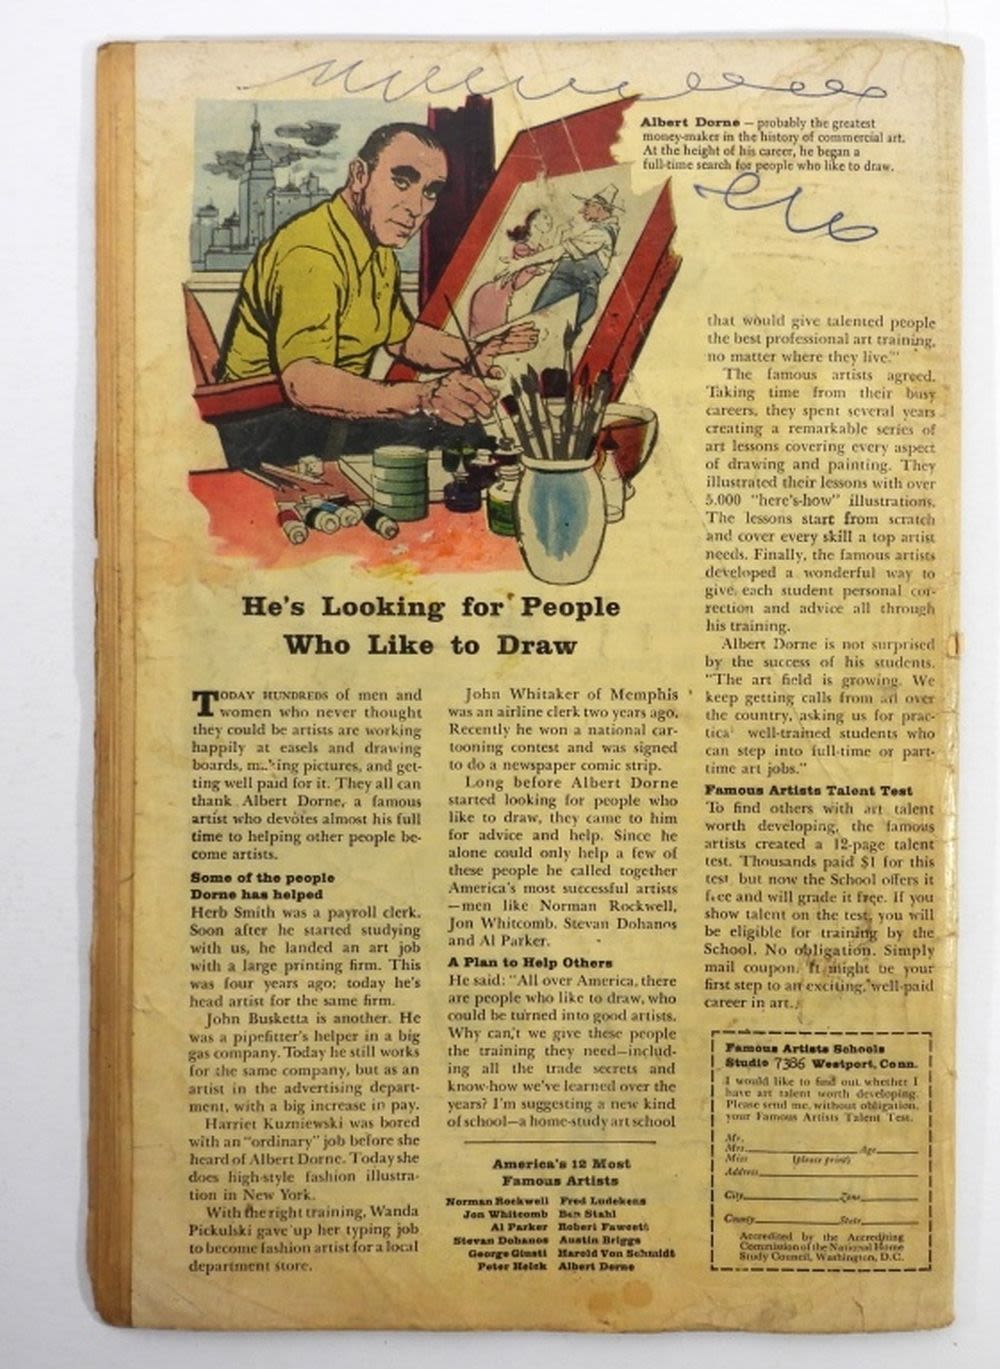 Albert Dorne — probably the greatest
money-maker in the history of commercial art.
At the height of his career, he began a
full-time search for people who like to draw.
He's Looking for People
Who Like to Draw
TODAY HUNDREDS of men and
women who never thought
they could be artists are working
happily at easels and drawing
boards, making pictures, and get-
ting well paid for it. They all can
thank Albert Dorne, a famous
artist who devotes almost his full
time to helping other people be-
come artists.
Some of the people
Dorne has helped
Herb Smith was a payroll clerk.
Soon after he started studying
with us, he landed an art job
with a large printing firm. This
was four years ago; today he's
head artist for the same firm.
John Busketta is another. He
was a pipefitter's helper in a big
gas company. Today he still works
for the same company, but as an
artist in the advertising depart-
ment, with a big increase in pay.
Harriet Kuzniewski was bored
with an "ordinary" job before she
heard of Albert Dorne. Today she
does high-style fashion illustra-
tion in New York.
With the right training, Wanda
Pickulski gave up her typing job
to become fashion artist for a local
department store.
John Whitaker of Memphis
was an airline clerk two years ago.
Recently he won a national car-
tooning contest and was signed
to do a newspaper comic strip.
Long before Albert Dorne
started looking for people who
like to draw, they came to him
for advice and help. Since he
alone could only help a few of
these people he called together
America's most successful artists
—men like Norman Rockwell,
Jon Whitcomb, Stevan Dohanos
and Al Parker.
A Plan to Help Others
He said: "All over America, there
are people who like to draw, who
could be turned into good artists.
Why can't we give these people
the training they need—includ-
ing all the trade secrets and
know-how we've learned over the
years? I'm suggesting a new kind
of school—a home-study art school
America's 12 Most
Famous Artists
Norman Rockwell Fred Ludekens
Jon Whitcomb Ben Stahl
Al Parker Robert Fawcett
Stevan Dohanos Austin Briggs
George Giusti Harold Von Schmidt
Peter Helck Albert Dorne
that would give talented people
the best professional art training,
no matter where they live."
The famous artists agreed.
Taking time from their busy
careers, they spent several years
creating a remarkable series of
art lessons covering every aspect
of drawing and painting. They
illustrated their lessons with over
5,000 "here's-how" illustrations.
The lessons start from scratch
and cover every skill a top artist
needs. Finally, the famous artists
developed a wonderful way to
give each student personal cor-
rection and advice all through
his training.
Albert Dorne is not surprised
by the success of his students.
"The art field is growing. We
keep getting calls from all over
the country, asking us for prac-
tical well-trained students who
can step into full-time or part-
time art jobs."
Famous Artists Talent Test
To find others with art talent
worth developing, the famous
artists created a 12-page talent
test. Thousands paid $1 for this
test but now the School offers it
free and will grade it free. If you
show talent on the test, you will
be eligible for training by the
School. No obligation. Simply
mail coupon. It might be your
first step to an exciting, well-paid
career in art.
Famous Artists Schools
Studio 7386 Westport, Conn.
I would like to find out whether I
have art talent worth developing.
Please send me, without obligation,
your Famous Artists Talent Test.
Mr.
Mrs. Age
Miss (please print)
Address
City Zone
County State
Accredited by the Accrediting
Commission of the National Home
Study Council, Washington, D.C.